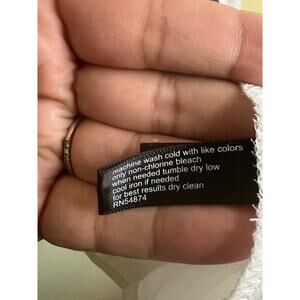 machine wash cold with like colors
only non-chlorine bleach
when needed tumble dry low
cool iron if needed
for best results dry clean
RN54874